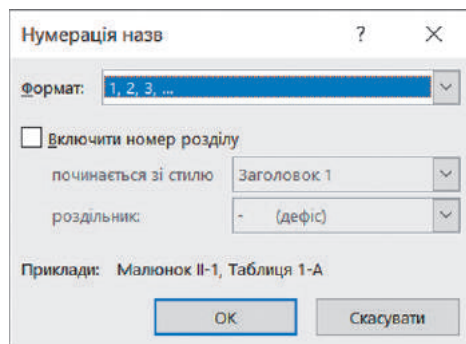 Нумерація назв ? ×
Формат: 1, 2, 3, ...
Включити номер розділу
починається зі стилю Заголовок 1
роздільник: - (дефіс)
Приклади: Малюнок II-1, Таблиця 1-A
ОК Скасувати